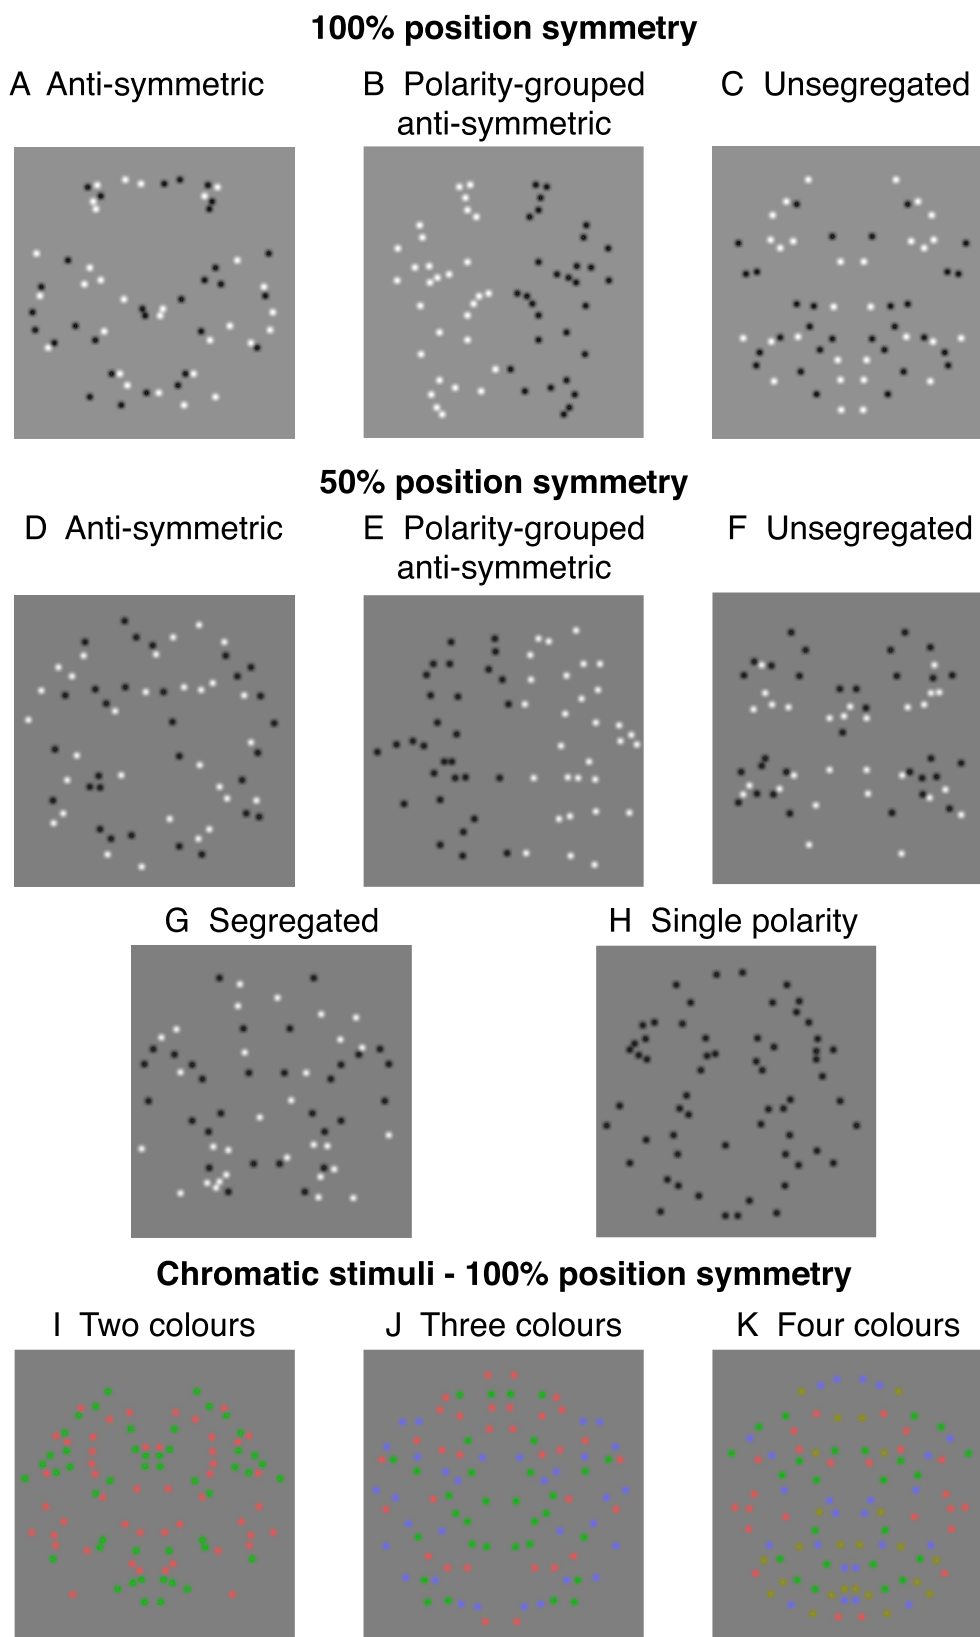 100% position symmetry
A Anti-symmetric
B Polarity-grouped
anti-symmetric
C Unsegregated
50% position symmetry
D Anti-symmetric
E Polarity-grouped
anti-symmetric
F Unsegregated
G Segregated
H Single polarity
Chromatic stimuli - 100% position symmetry
I Two colours
J Three colours
K Four colours